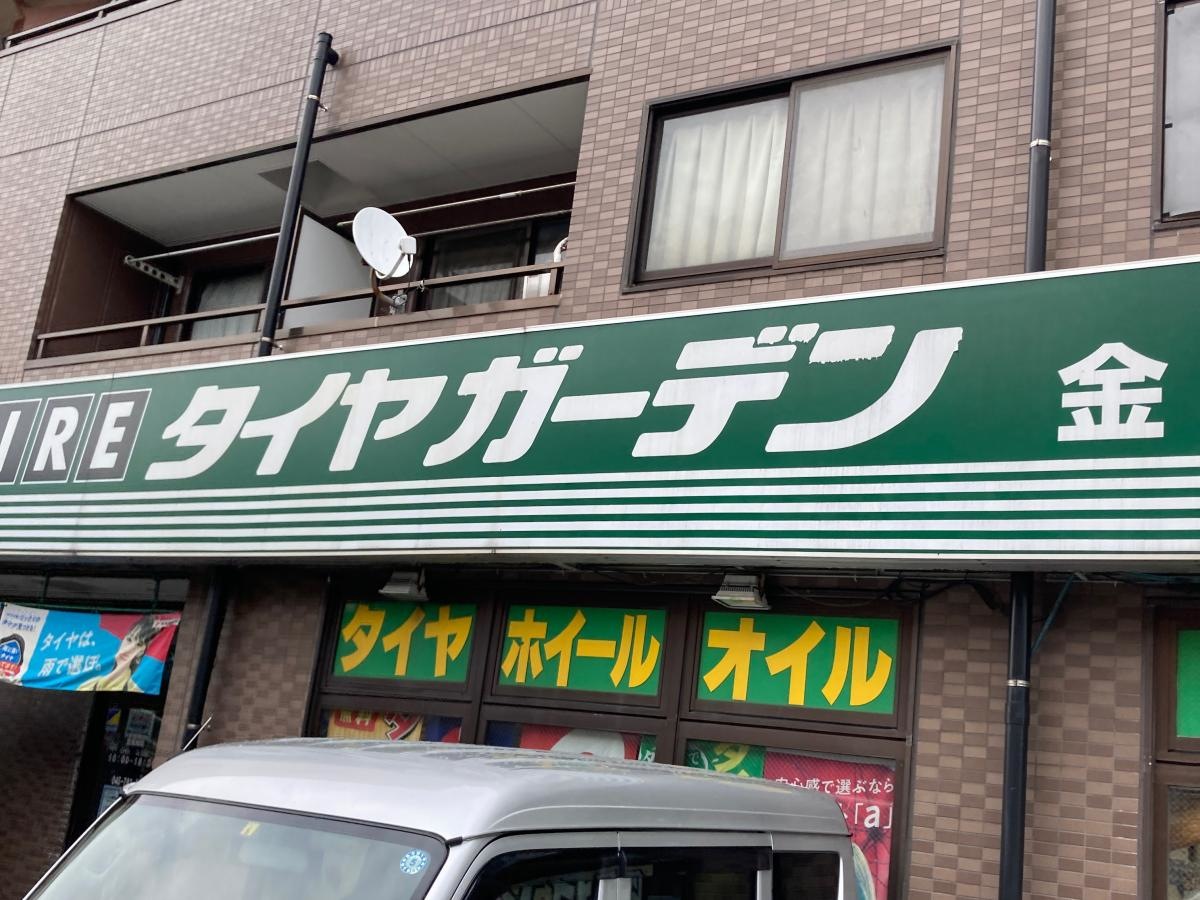 IRE タイヤガーデン 金
タイヤは、
雨で選ぼ。
タイヤ ホイール オイル
安心感で選ぶなら
「a」